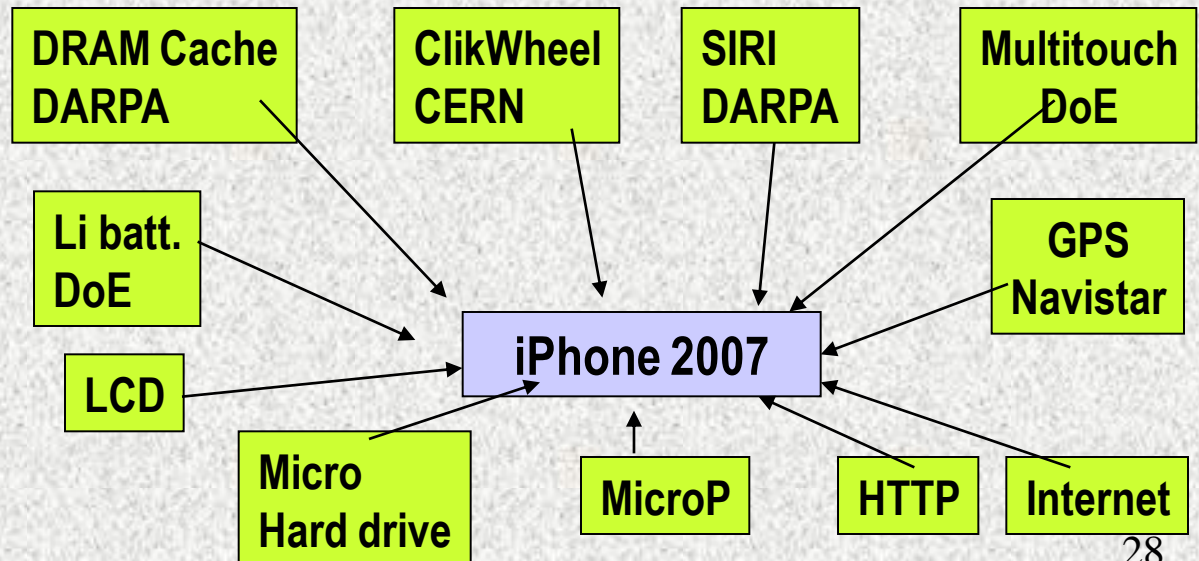 DRAM Cache
DARPA
ClikWheel
CERN
SIRI
DARPA
Multitouch
DoE
Li batt.
DoE
GPS
Navistar
iPhone 2007
LCD
Micro
Hard drive
MicroP
HTTP
Internet
28